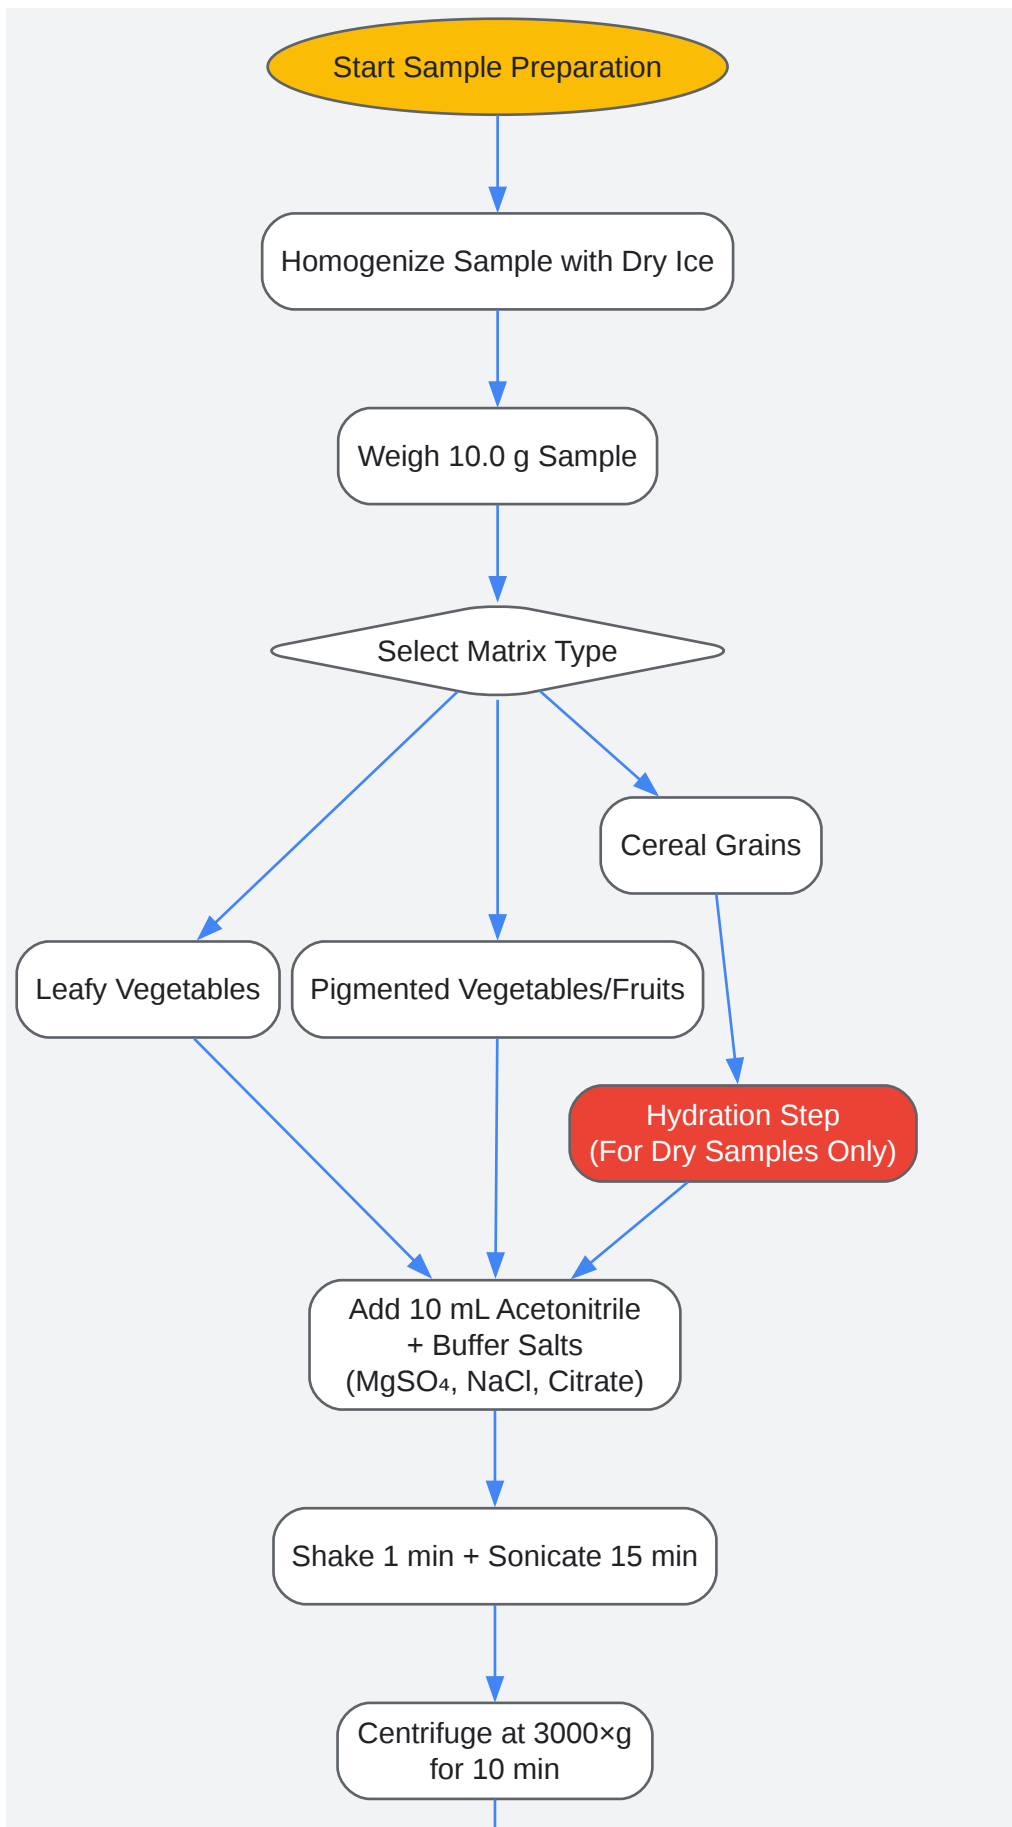 Start Sample Preparation
Homogenize Sample with Dry Ice
Weigh 10.0 g Sample
Select Matrix Type
Cereal Grains
Leafy Vegetables
Pigmented Vegetables/Fruits
Hydration Step
(For Dry Samples Only)
Add 10 mL Acetonitrile
+ Buffer Salts
(MgSO₄, NaCl, Citrate)
Shake 1 min + Sonicate 15 min
Centrifuge at 3000×g
for 10 min